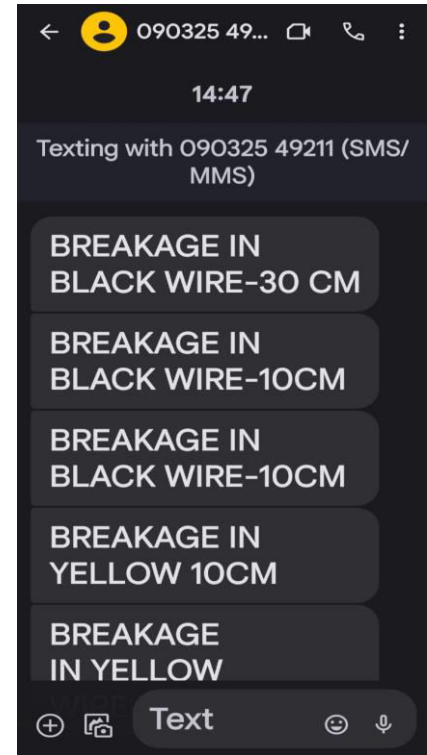 090325 49...
14:47
Texting with 090325 49211 (SMS/
MMS)
BREAKAGE IN
BLACK WIRE-30 CM
BREAKAGE IN
BLACK WIRE-10CM
BREAKAGE IN
BLACK WIRE-10CM
BREAKAGE IN
YELLOW 10CM
BREAKAGE
IN YELLOW
Text